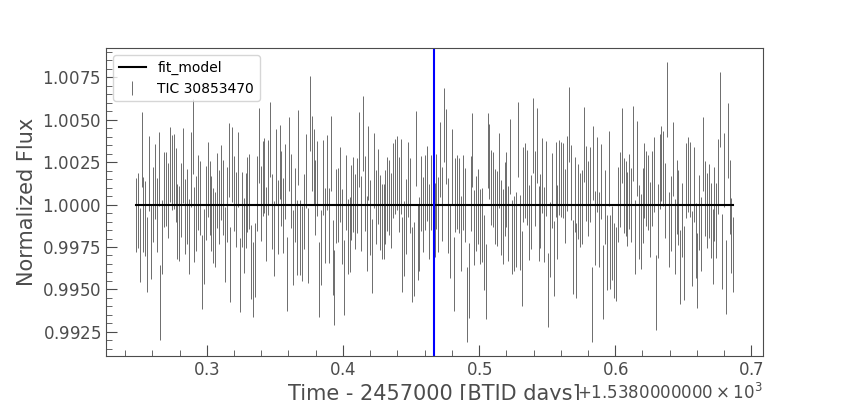 fit_model
TIC 30853470
1.0075
1.0050
1.0025
1.0000
0.9975
0.9950
0.9925
Normalized Flux
0.3 0.4 0.5 0.6 0.7
Time - 2457000 [BTJD days]
+1.5380000000 × 10³